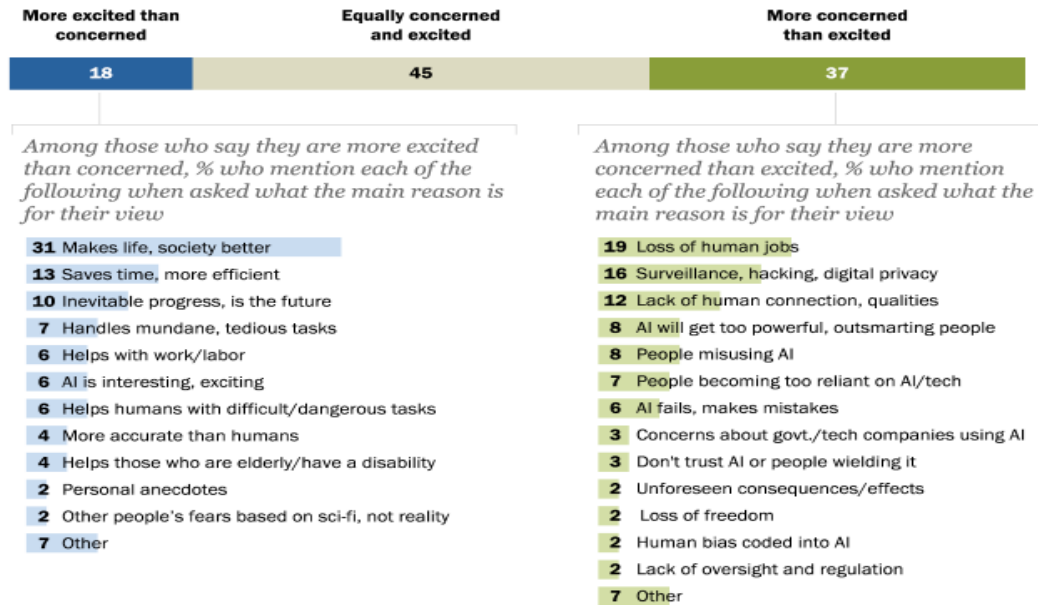 More excited than
concerned
Equally concerned
and excited
More concerned
than excited
18
45
37
Among those who say they are more excited
than concerned, % who mention each of the
following when asked what the main reason is
for their view
31 Makes life, society better
13 Saves time, more efficient
10 Inevitable progress, is the future
7 Handles mundane, tedious tasks
6 Helps with work/labor
6 AI is interesting, exciting
6 Helps humans with difficult/dangerous tasks
4 More accurate than humans
4 Helps those who are elderly/have a disability
2 Personal anecdotes
2 Other people's fears based on sci-fi, not reality
7 Other
Among those who say they are more
concerned than excited, % who mention
each of the following when asked what the
main reason is for their view
19 Loss of human jobs
16 Surveillance, hacking, digital privacy
12 Lack of human connection, qualities
8 AI will get too powerful, outsmarting people
8 People misusing AI
7 People becoming too reliant on AI/tech
6 AI fails, makes mistakes
3 Concerns about govt./tech companies using AI
3 Don't trust AI or people wielding it
2 Unforeseen consequences/effects
2 Loss of freedom
2 Human bias coded into AI
2 Lack of oversight and regulation
7 Other